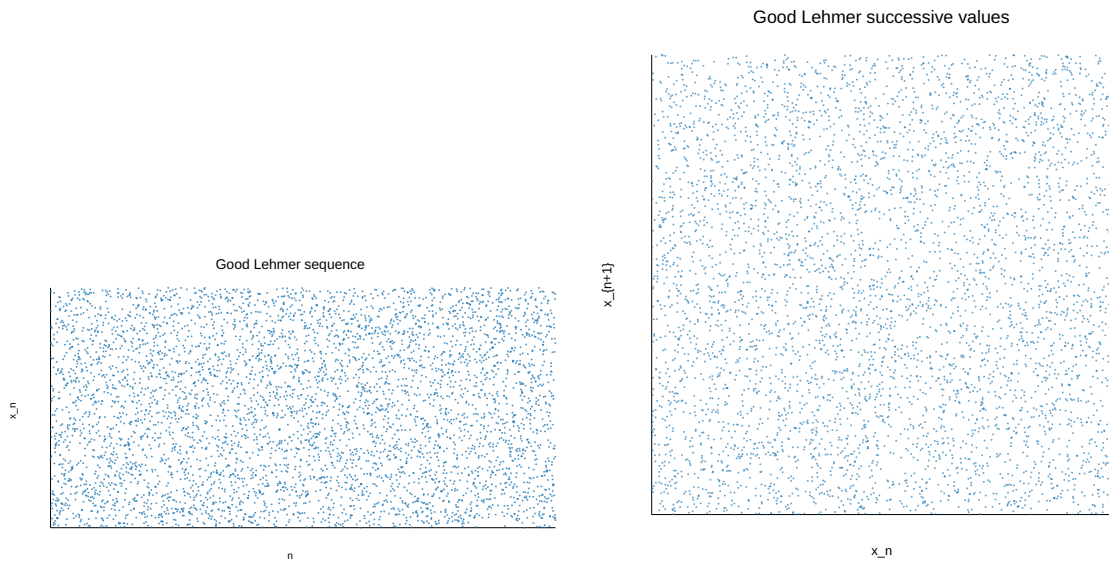 Good Lehmer sequence
x_n
n
Good Lehmer successive values
x_{n+1}
x_n